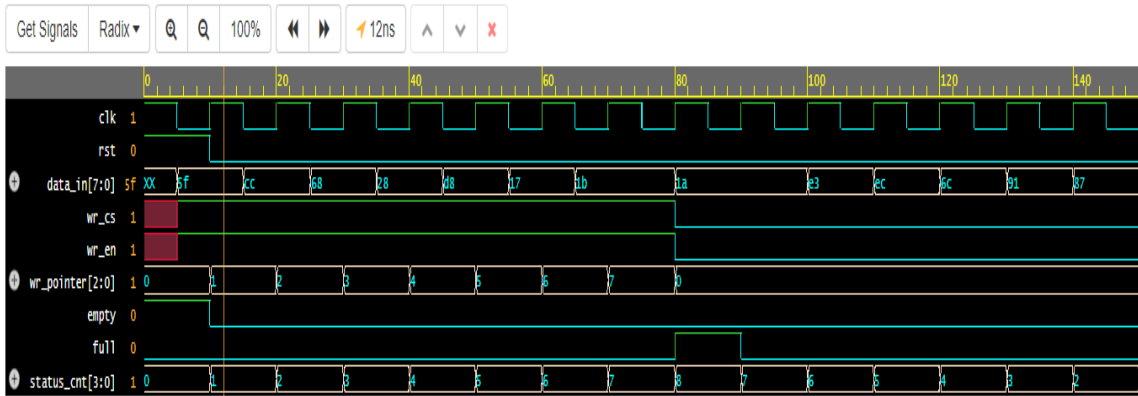 Get Signals Radix▾ 100% 12ns
0 20 40 60 80 100 120 140
clk 1
rst 0
data_in[7:0] 5f XX 5f cc 68 28 d8 17 1b 1a e3 ec 6c 91 87
wr_cs 1
wr_en 1
wr_pointer[2:0] 1 0 1 2 3 4 5 6 7 0
empty 0
full 0
status_cnt[3:0] 1 0 1 2 3 4 5 6 7 8 7 6 5 4 3 2